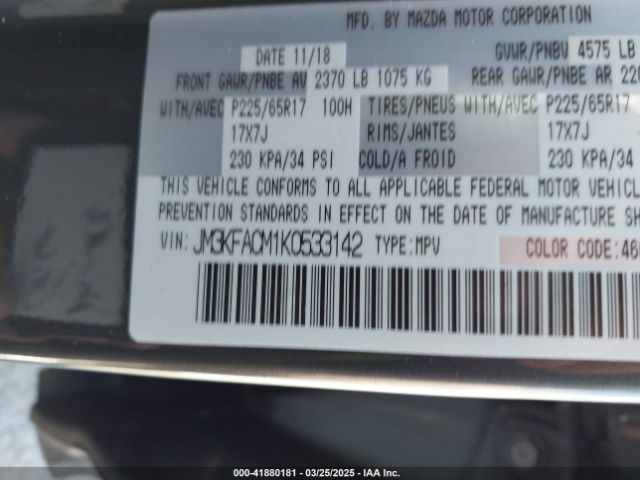 MFD. BY MAZDA MOTOR CORPORATION
DATE 11/18 GVWR/PNBV 4575 LB
FRONT GAWR/PNBE AV 2370 LB 1075 KG REAR GAWR/PNBE AR
WITH/AVEC P225/65R17 100H TIRES/PNEUS WITH/AVEC P225/65R17
17X7J RIMS/JANTES 17X7J
230 KPA/34 PSI COLD/A FROID 230 KPA/34
THIS VEHICLE CONFORMS TO ALL APPLICABLE FEDERAL MOTOR
PREVENTION STANDARDS IN EFFECT ON THE DATE OF MANUFACTURE
VIN: JM3KFACM1K0533142 TYPE:MPV COLOR CODE:46
000-41880181 - 03/25/2025 - IAA Inc.